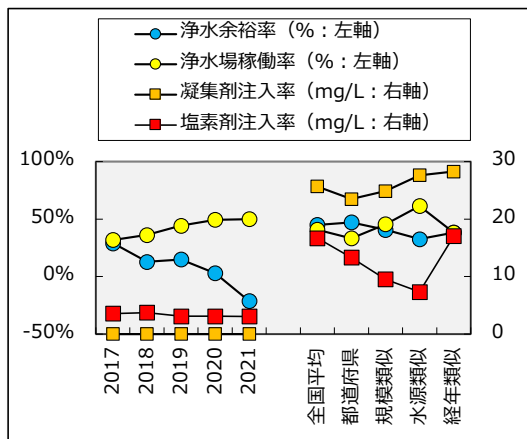 浄水余裕率（%：左軸）
浄水場稼働率（%：左軸）
凝集剤注入率（mg/L：右軸）
塩素剤注入率（mg/L：右軸）
100%
50%
0%
-50%
30
20
10
0
2017
2018
2019
2020
2021
全国平均
都道府県
規模類似
水源類似
経年類似